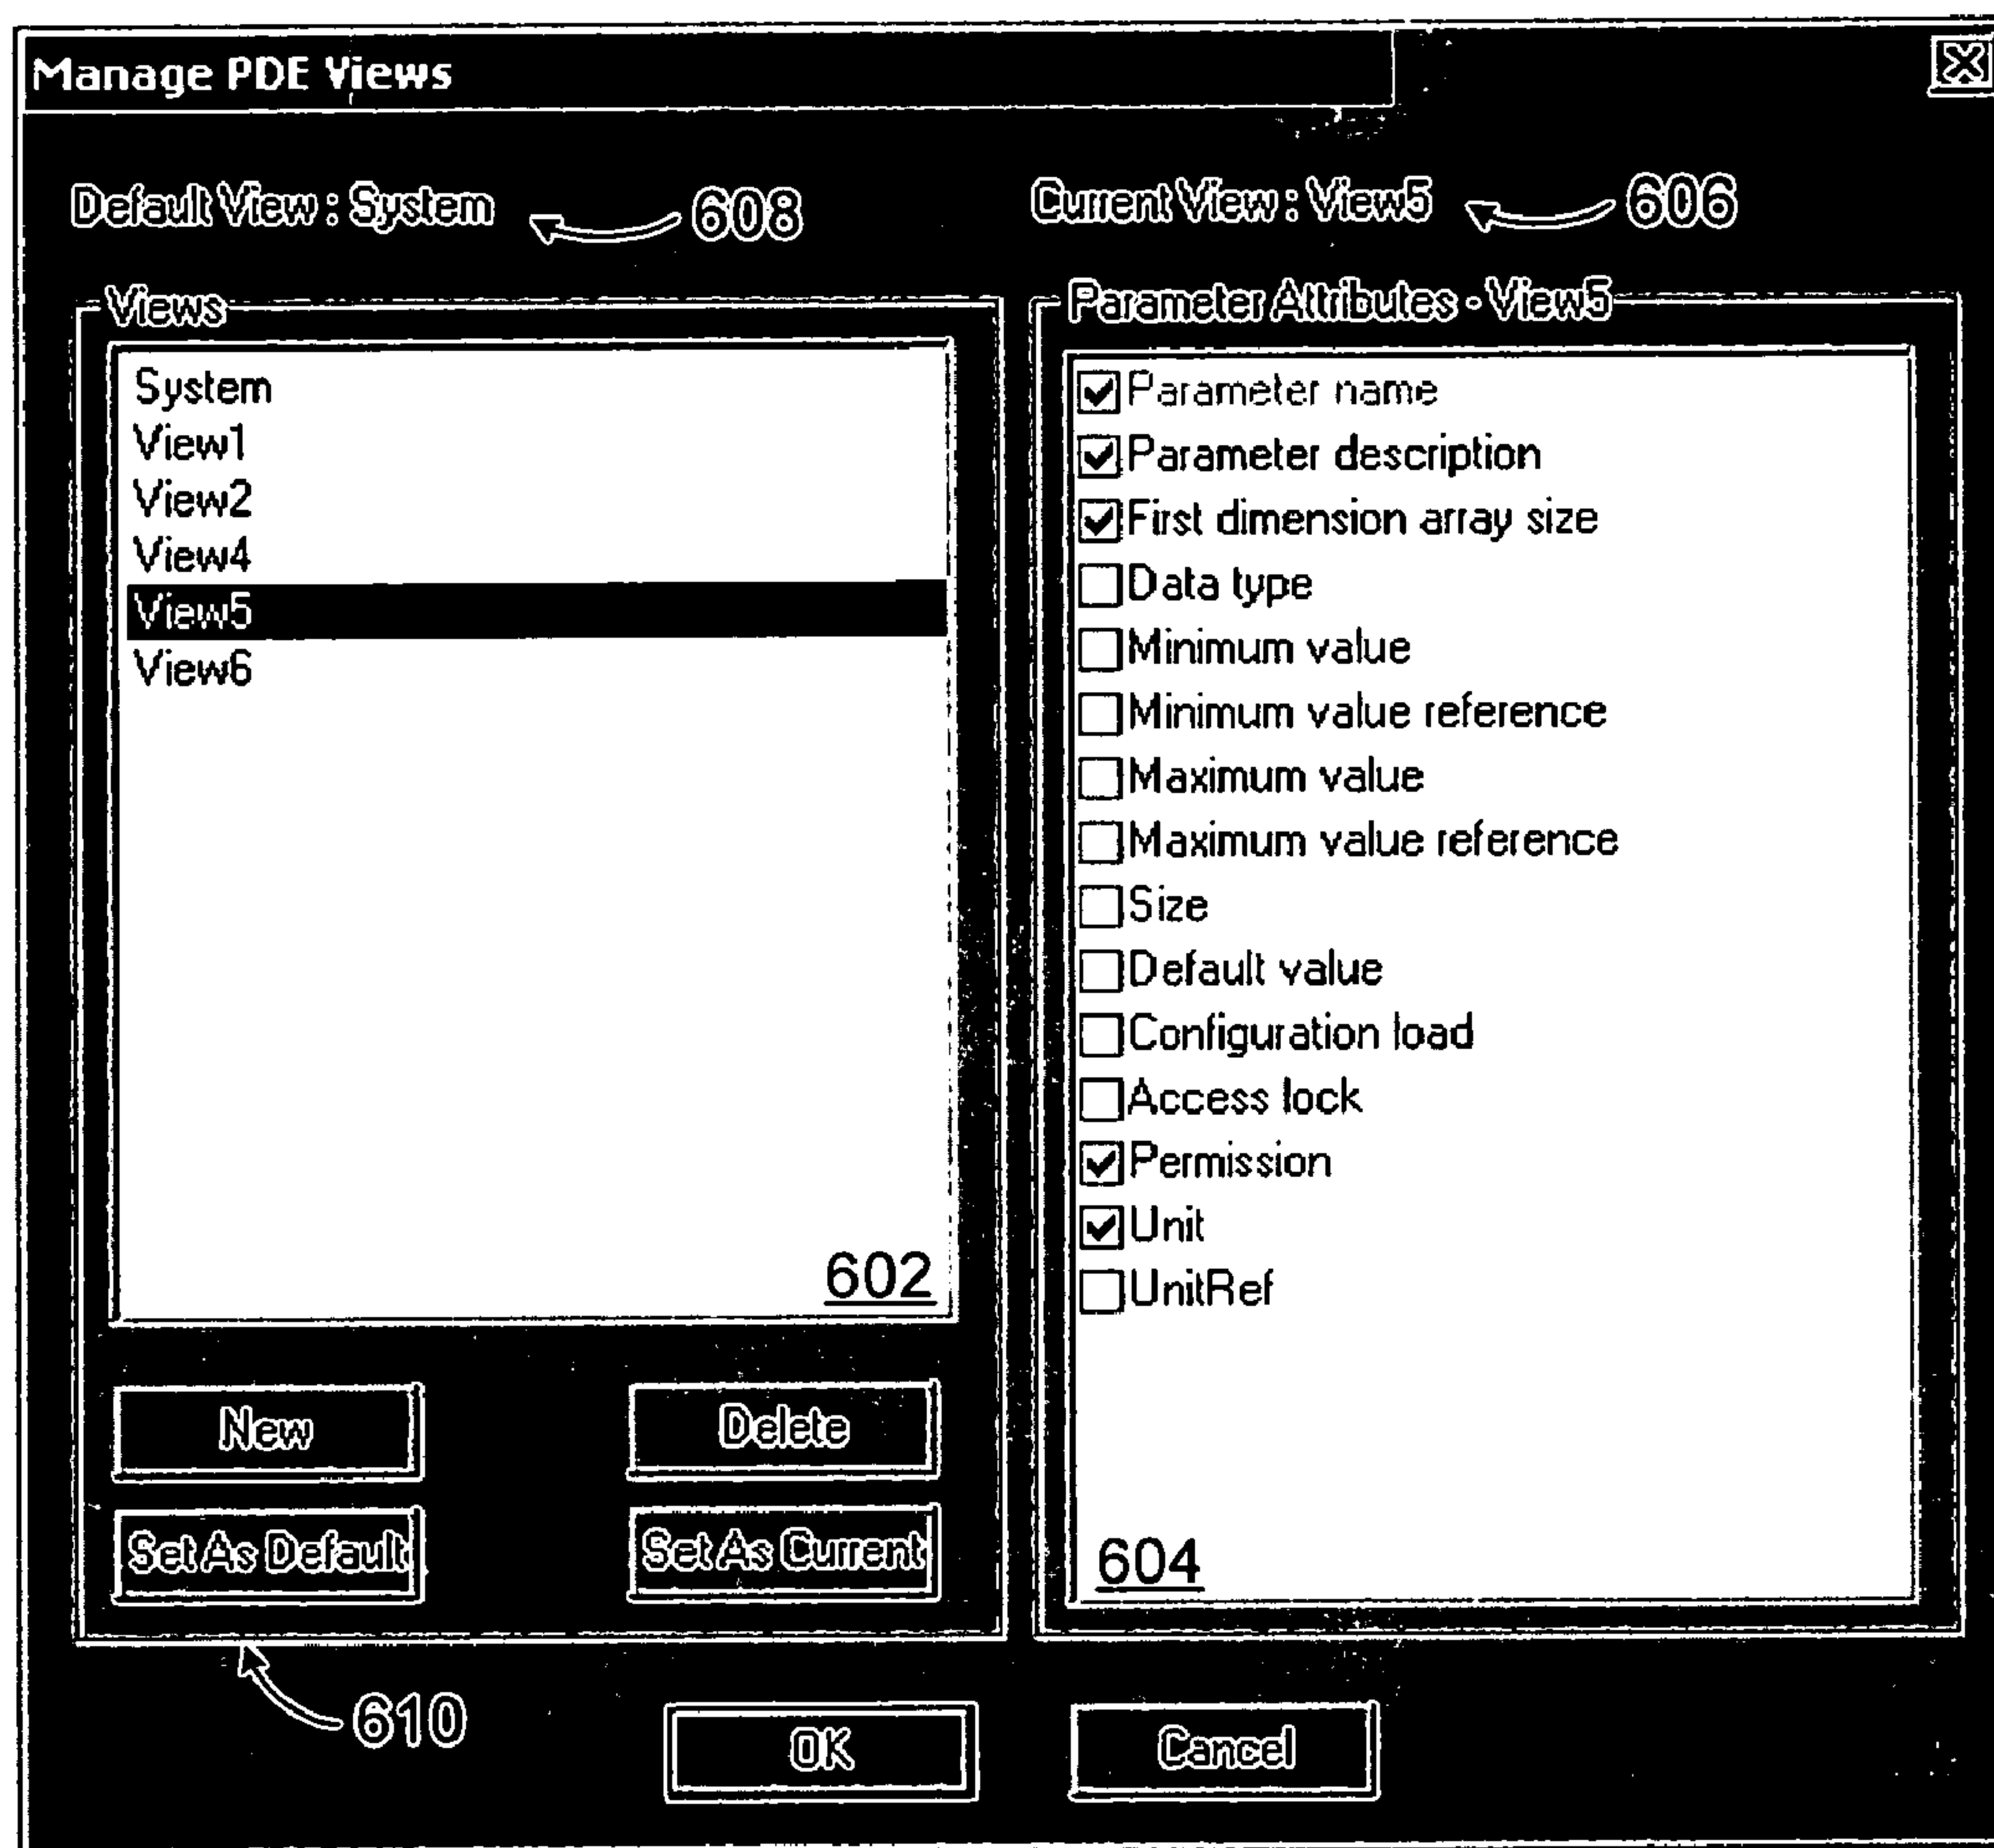 Manage PDE Views
Default View : System
608
Current View : View5
606
Views
System
View1
View2
View4
View5
View6
602
New
Delete
Set As Default
Set As Current
610
Parameter Attributes - View5
Parameter name
Parameter description
First dimension array size
Data type
Minimum value
Minimum value reference
Maximum value
Maximum value reference
Size
Default value
Configuration load
Access lock
Permission
Unit
UnitRef
604
OK
Cancel